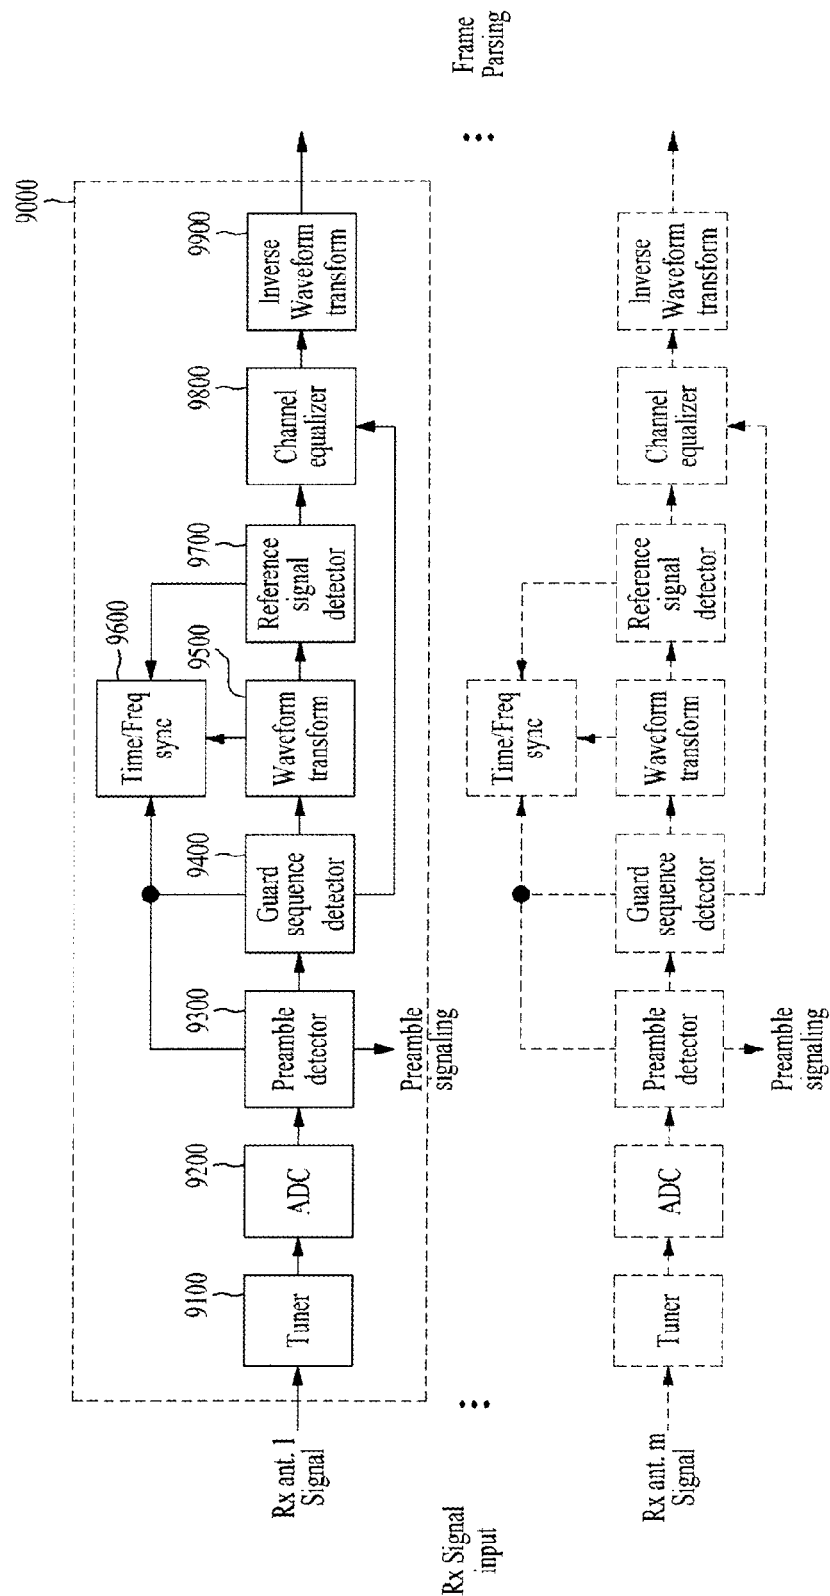 9000
Rx Signal
input
Rx ant. 1
Signal
9100
Tuner
9200
ADC
9300
Preamble
detector
Preamble
signaling
9400
Guard
sequence
detector
9500
Waveform
transform
9600
Time/Freq
sync
9700
Reference
signal
detector
9800
Channel
equalizer
9900
Inverse
Waveform
transform
Frame
Parsing
Rx ant. m
Signal
Tuner
ADC
Preamble
detector
Preamble
signaling
Guard
sequence
detector
Waveform
transform
Time/Freq
sync
Reference
signal
detector
Channel
equalizer
Inverse
Waveform
transform